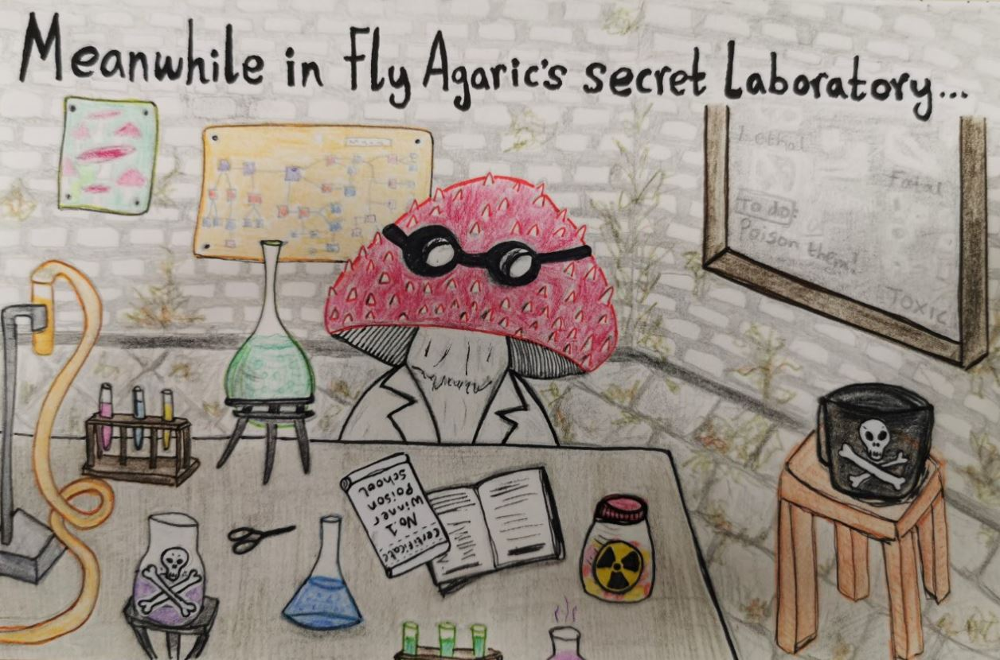 Meanwhile in Fly Agaric's secret Laboratory...
Lethal
Fatal
To do:
Poison them!
TOXIC
certificate
No.1
Winner
Poison
school